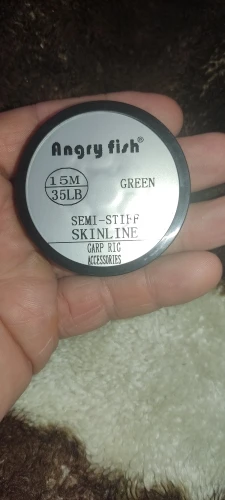 Angry fish®
15M
35LB
GREEN
SEMI-STIFF
SKINLINE
CARP RIG
ACCESSORIES